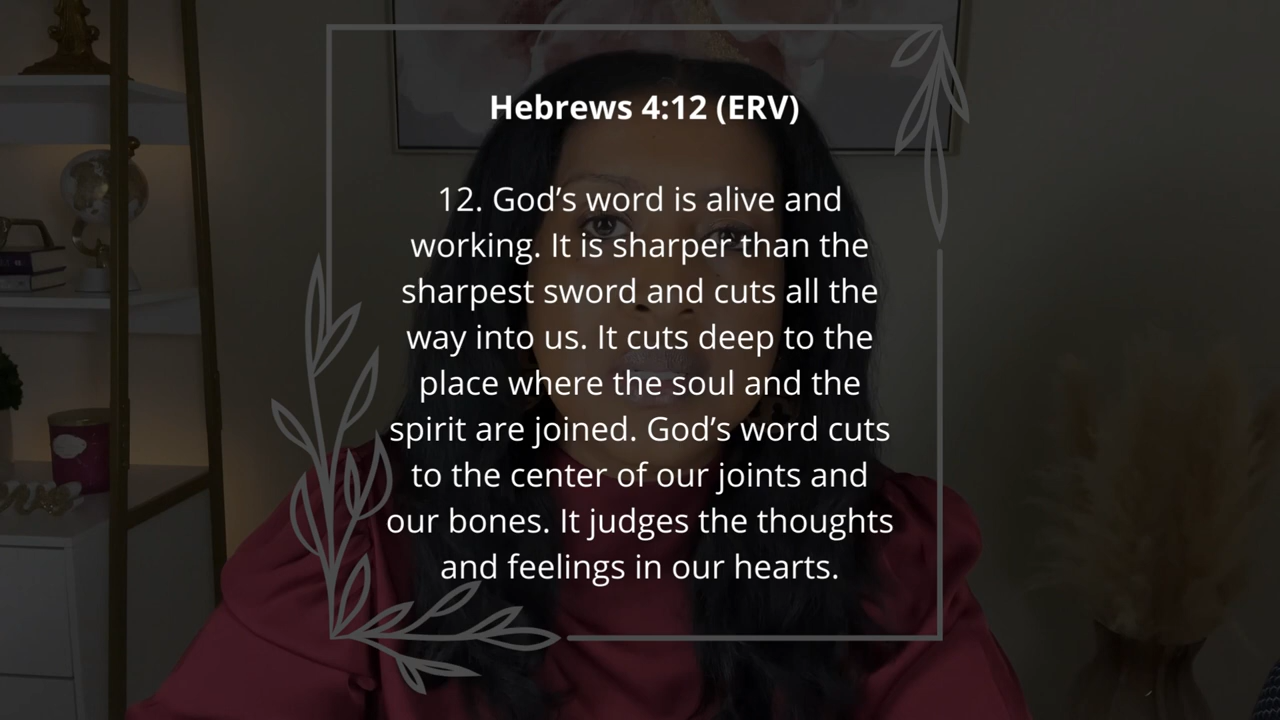 Hebrews 4:12 (ERV)
12. God’s word is alive and
working. It is sharper than the
sharpest sword and cuts all the
way into us. It cuts deep to the
place where the soul and the
spirit are joined. God’s word cuts
to the center of our joints and
our bones. It judges the thoughts
and feelings in our hearts.